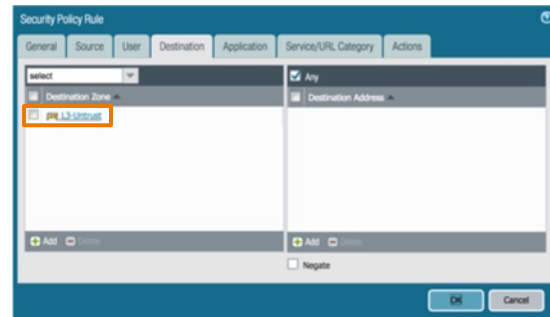 Security Policy Rule
General Source User Destination Application Service/URL Category Actions
select Any
Destination Zone Destination Address
L3-Untrust
Add Delete Add Delete
Negate
OK Cancel